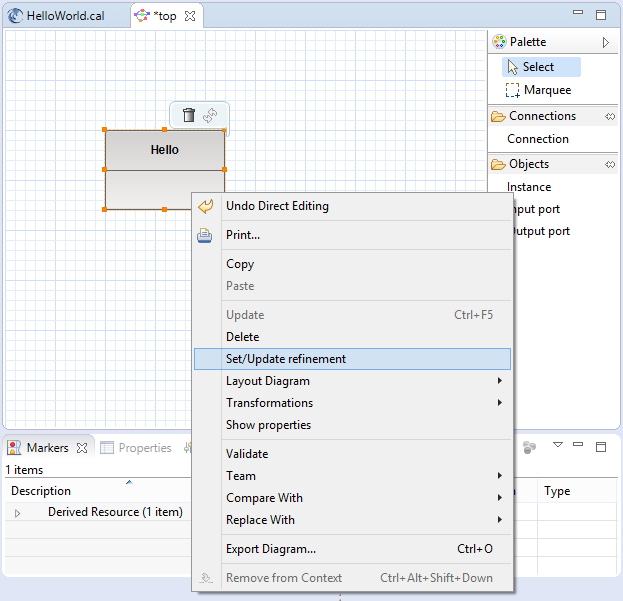 HelloWorld.cal
*top
Palette
Select
Marquee
Connections
Connection
Objects
Instance
nput port
utput port
Hello
Undo Direct Editing
Print...
Copy
Paste
Update Ctrl+F5
Delete
Set/Update refinement
Layout Diagram
Transformations
Show properties
Validate
Team
Compare With
Replace With
Export Diagram... Ctrl+O
Remove from Context Ctrl+Alt+Shift+Down
Markers
Properties
1 items
Description
Type
Derived Resource (1 item)